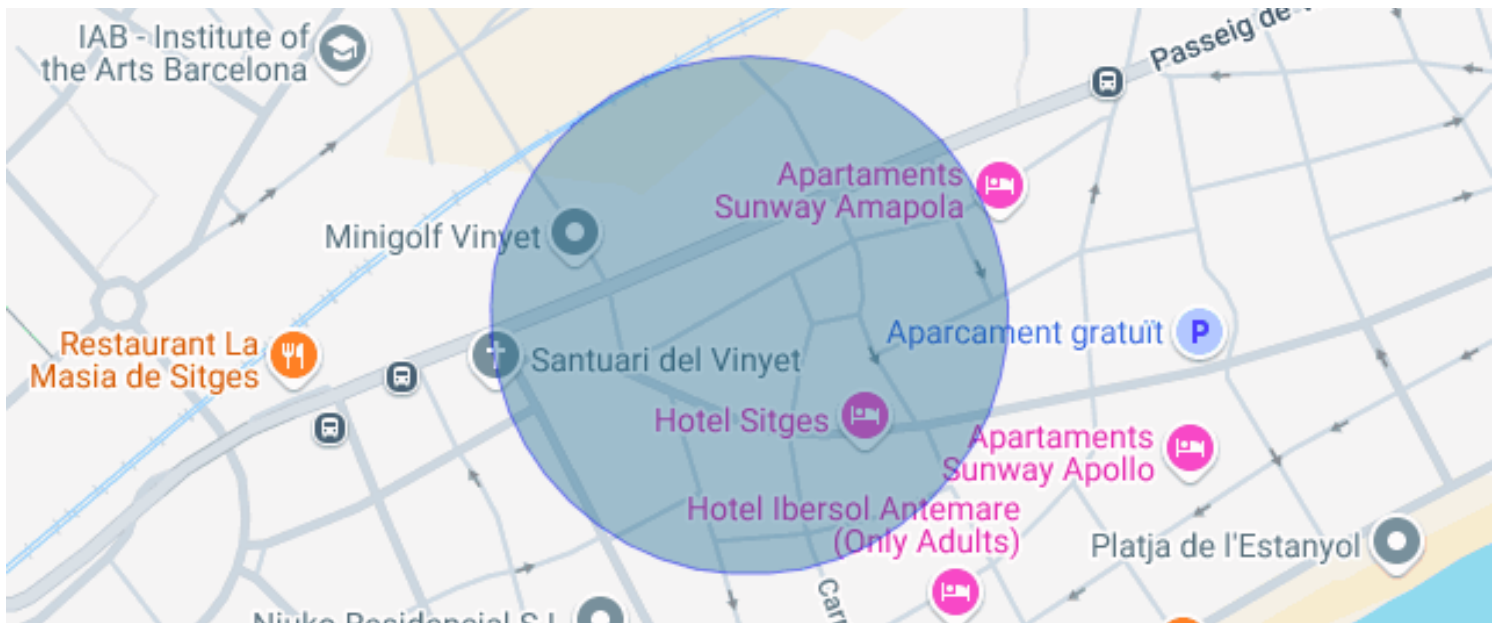 IAB - Institute of
the Arts Barcelona
Passeig de
Apartaments
Sunway Amapola
Minigolf Vinyet
Restaurant La
Masia de Sitges
Santuari del Vinyet
Aparcament gratuït
P
Hotel Sitges
Apartaments
Sunway Apollo
Hotel Ibersol Antemare
(Only Adults)
Platja de l'Estanyol